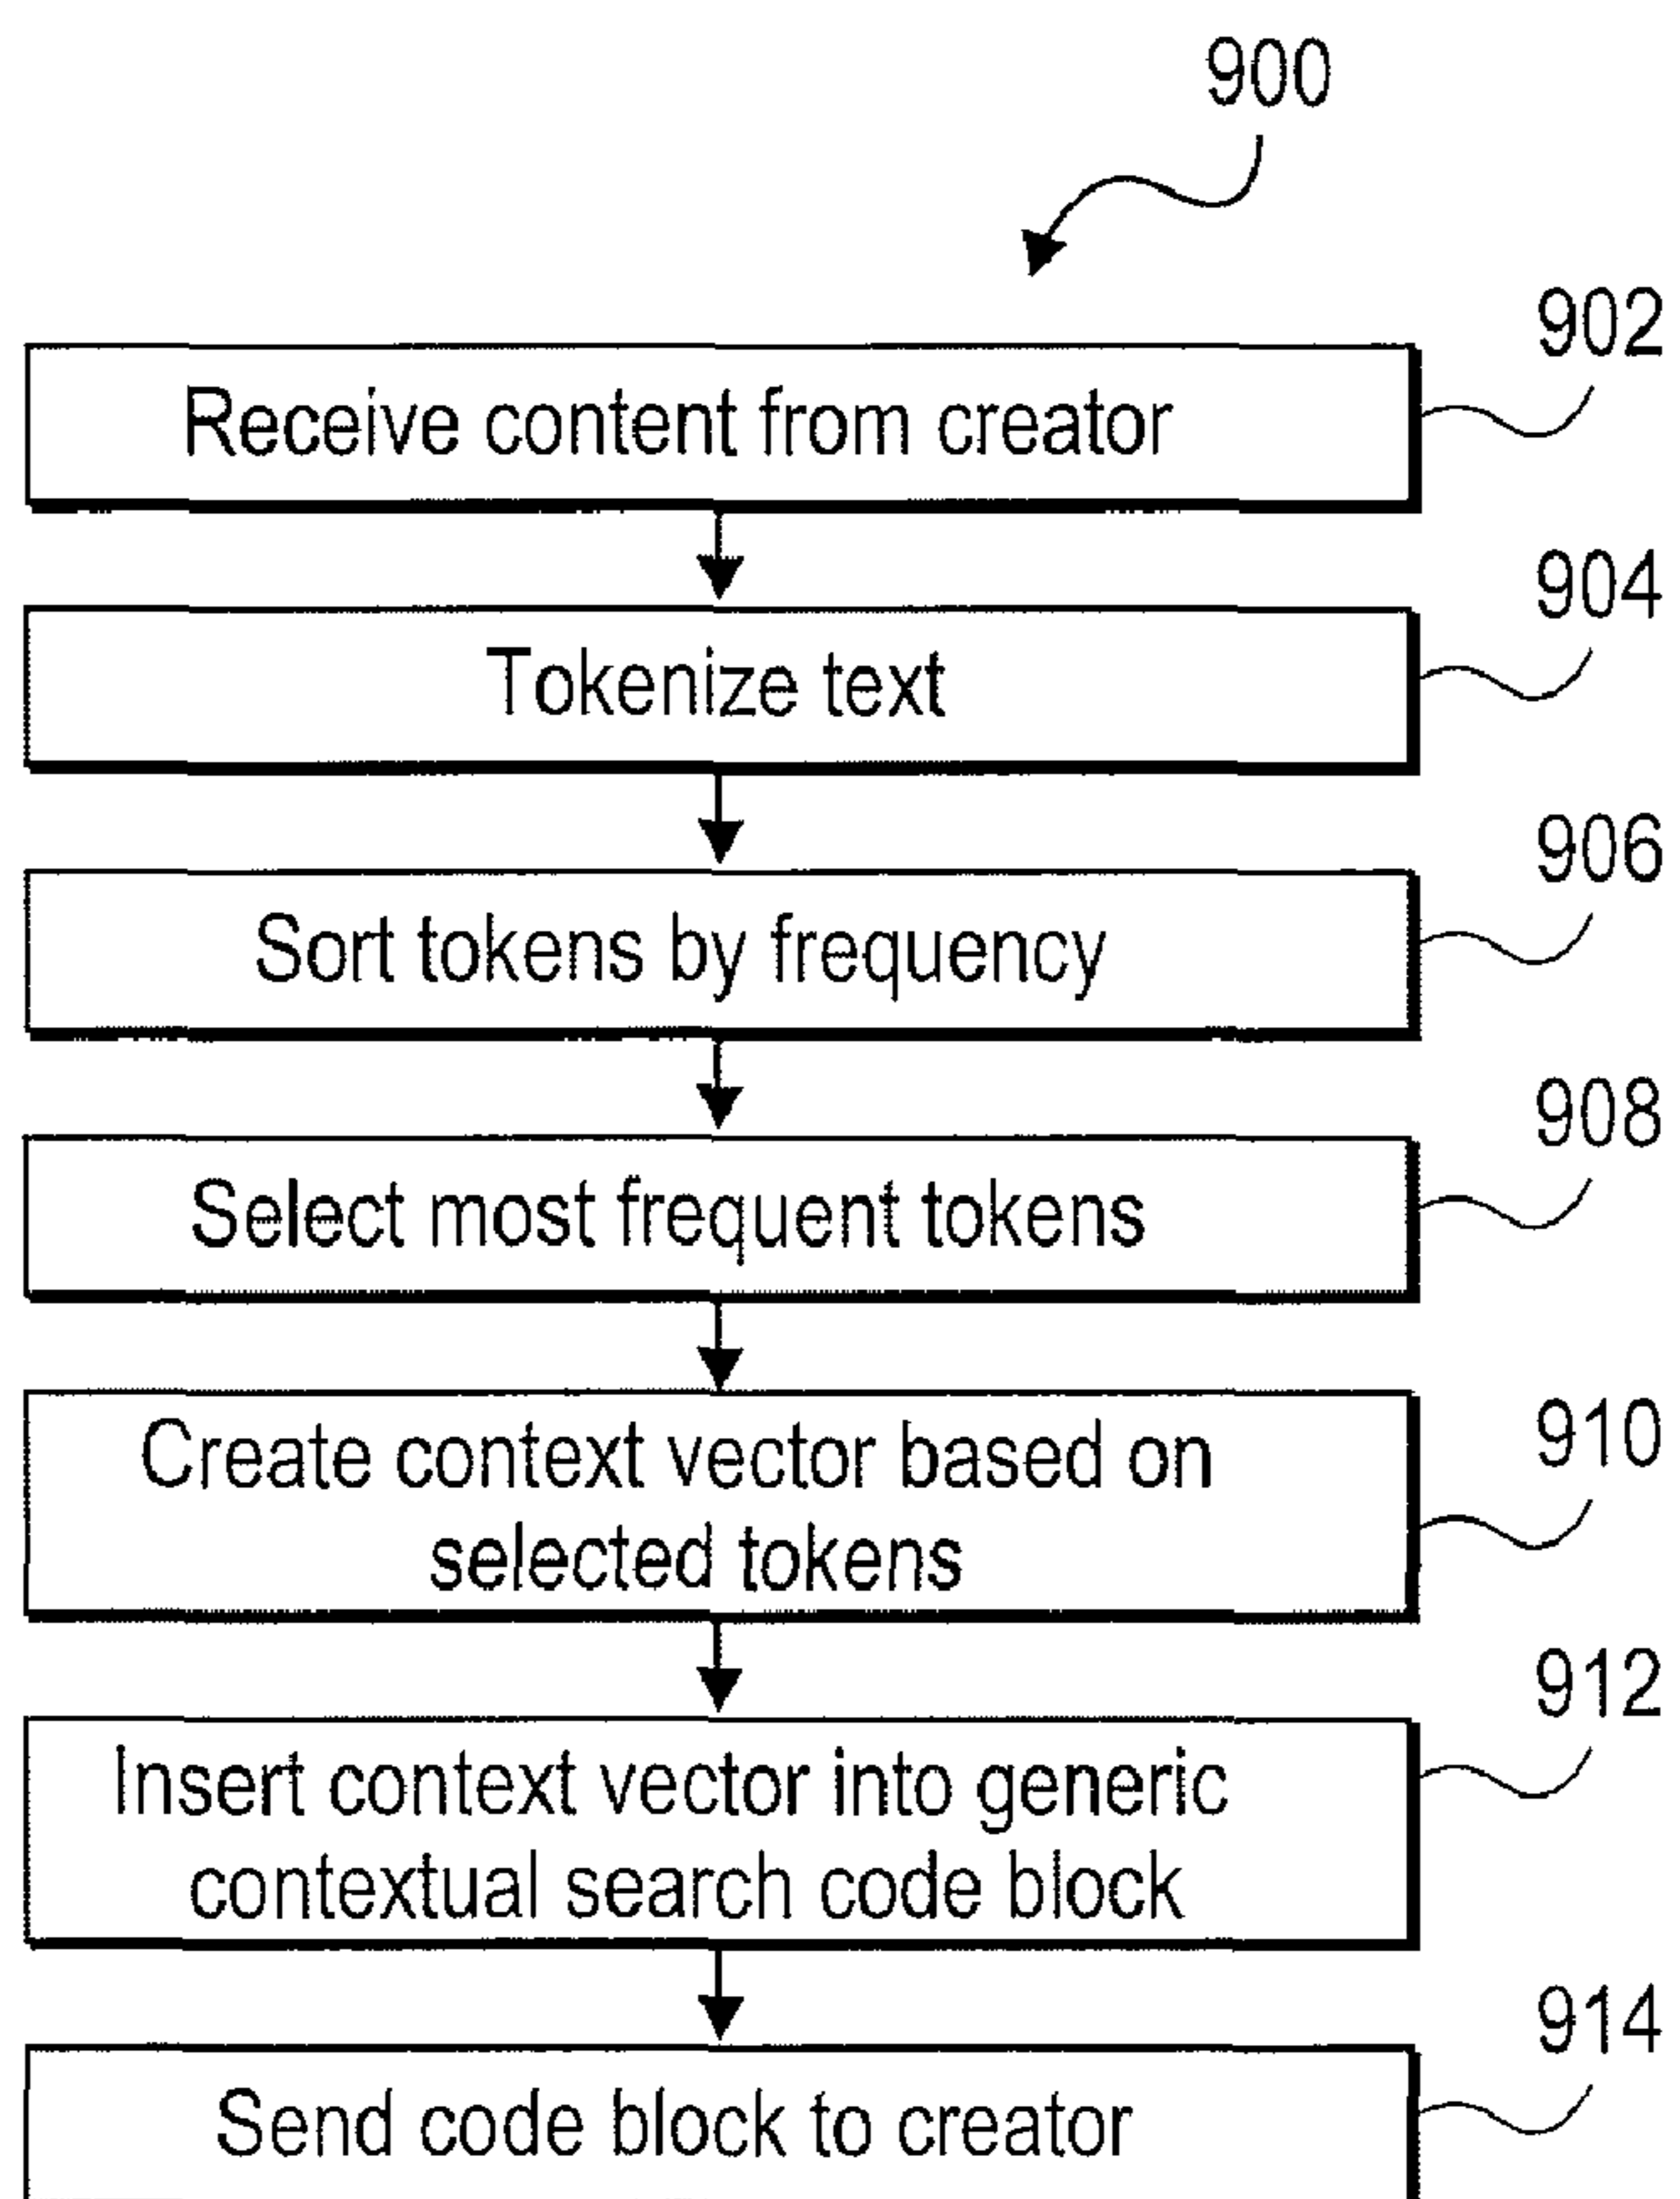 900
902
Receive content from creator
904
Tokenize text
906
Sort tokens by frequency
908
Select most frequent tokens
910
Create context vector based on
selected tokens
912
Insert context vector into generic
contextual search code block
914
Send code block to creator